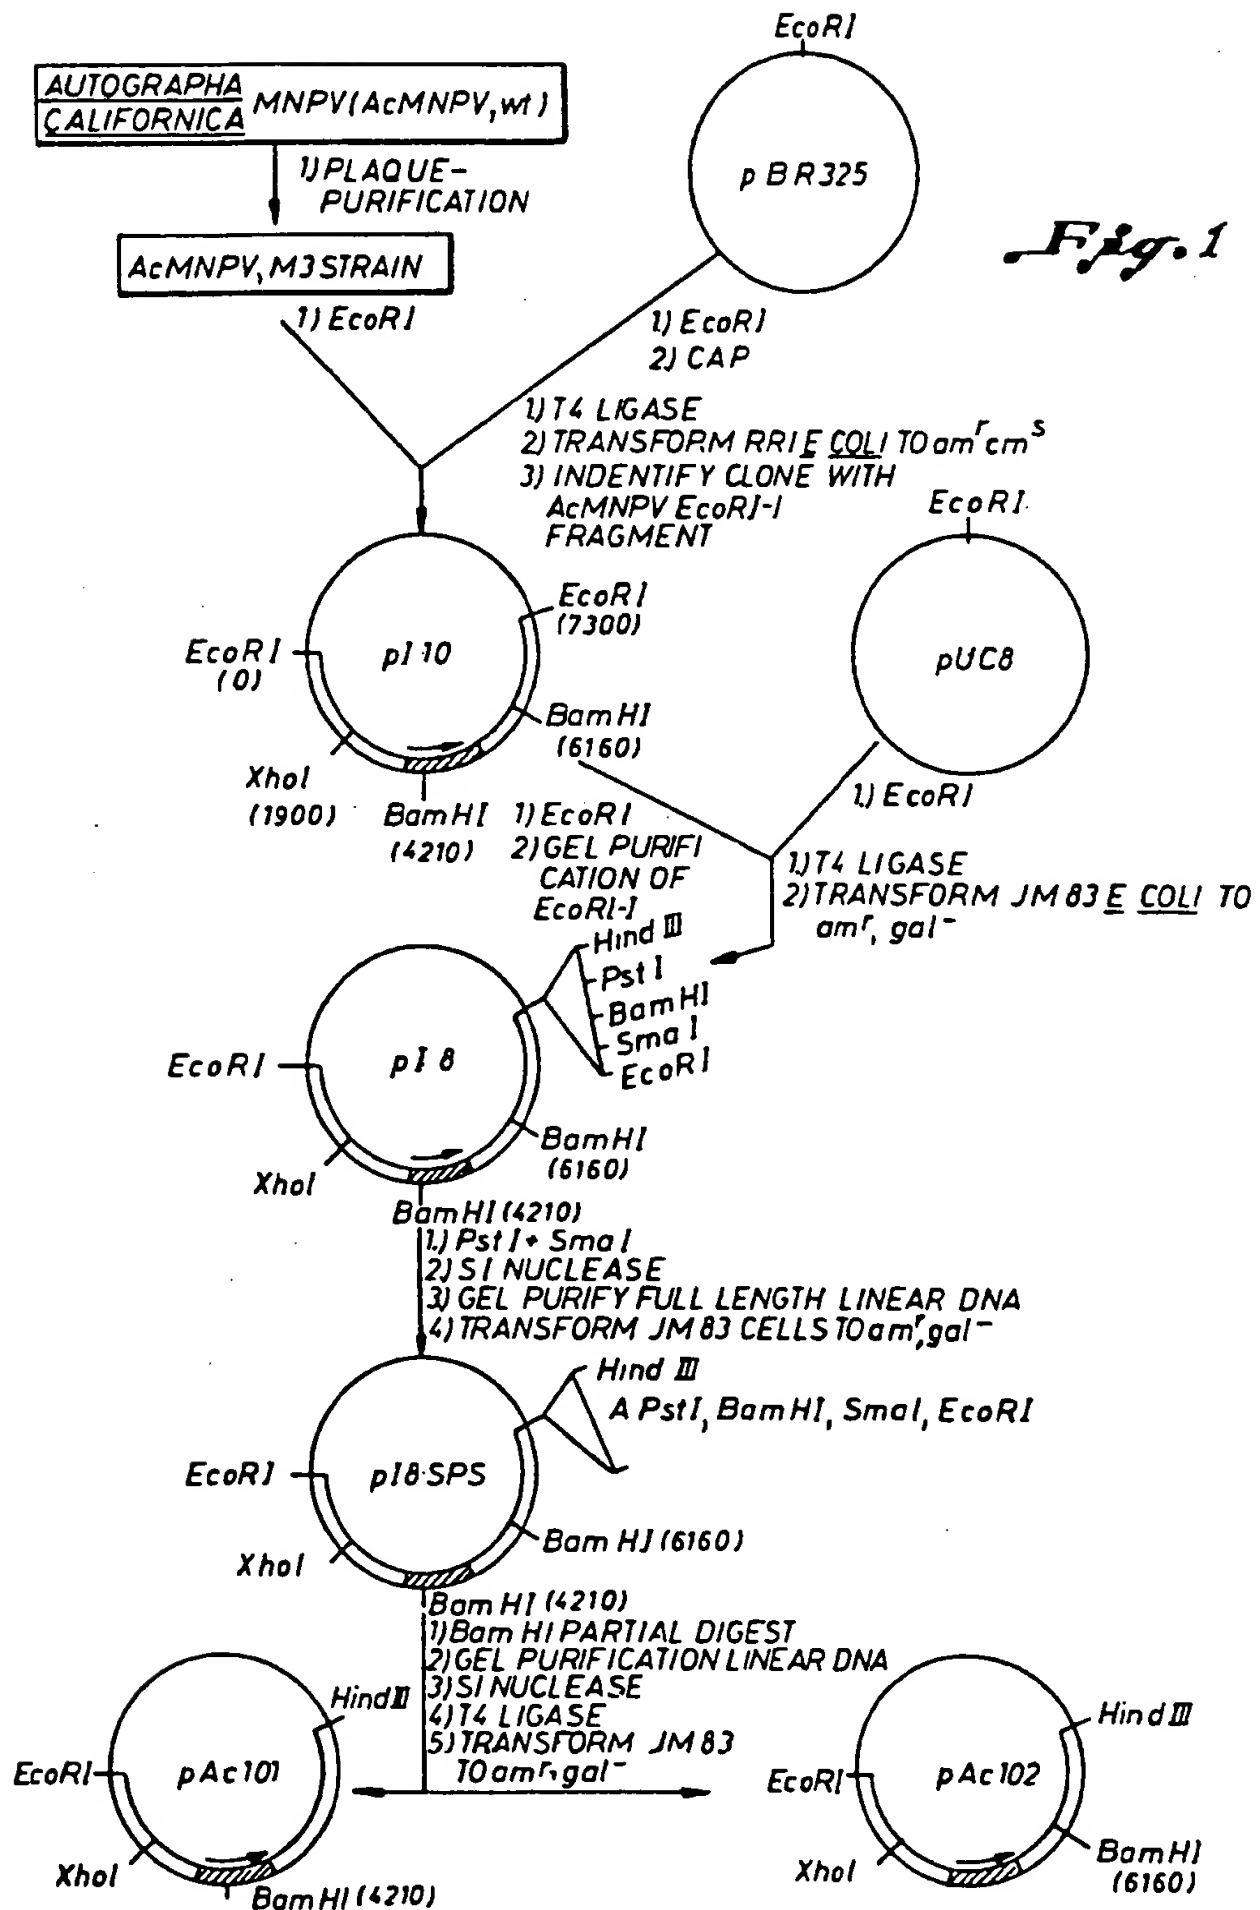 EcoRI
AUTOGRAPHA
CALIFORNICA MNPV(AcMNPV,wt)
1) PLAQUE-
PURIFICATION
pBR325
Fig. 1
AcMNPV, M3 STRAIN
1) EcoRI
1.) EcoRI
2) CAP
1.) T4 LIGASE
2) TRANSFORM RRI E COLI TO amʳ cmˢ
3) INDENTIFY CLONE WITH
AcMNPV EcoRI-I
FRAGMENT
EcoRI
EcoRI
(7300)
EcoRI
(0)
pI10
pUC8
BamHI
(6160)
XhoI
(1900)
BamHI
(4210)
1) EcoRI
2) GEL PURIFI
CATION OF
EcoRI-I
1.) EcoRI
1.) T4 LIGASE
2) TRANSFORM JM 83 E COLI TO
amʳ, gal⁻
Hind III
Pst I
BamHI
Sma I
EcoRI
EcoRI
pI8
BamHI
(6160)
XhoI
BamHI (4210)
1.) Pst I + Sma I
2) SI NUCLEASE
3) GEL PURIFY FULL LENGTH LINEAR DNA
4) TRANSFORM JM 83 CELLS TO amʳ, gal⁻
Hind III
A PstI, BamHI, SmaI, EcoRI
EcoRI
pI8·SPS
BamHI (6160)
XhoI
BamHI (4210)
1) BamHI PARTIAL DIGEST
2) GEL PURIFICATION LINEAR DNA
3) SI NUCLEASE
4) T4 LIGASE
5) TRANSFORM JM 83
TO amʳ, gal⁻
Hind III
EcoRI
pAc101
XhoI
BamHI (4210)
Hind III
EcoRI
pAc102
XhoI
BamHI
(6160)